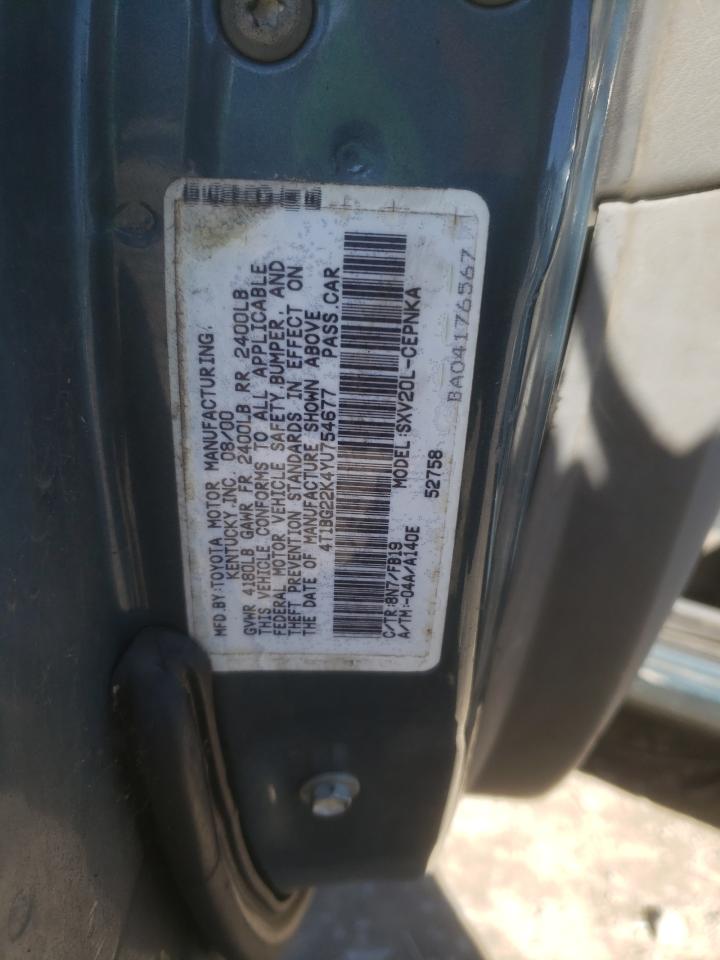 MFD.BY:TOYOTA MOTOR MANUFACTURING
KENTUCKY,INC. 08/00
GVWR 4180LB GAWR FR 2400LB RR 2400LB
THIS VEHICLE CONFORMS TO ALL APPLICABLE
FEDERAL MOTOR VEHICLE SAFETY,BUMPER, AND
THEFT PREVENTION STANDARDS IN EFFECT ON
THE DATE OF MANUFACTURE SHOWN ABOVE
4T1BG22K4YU754677 PASS.CAR
C/TR:8N7/FB19 MODEL:SXV20L-CEPNKA
A/TM:-04A/A140E 52758
BA04176567